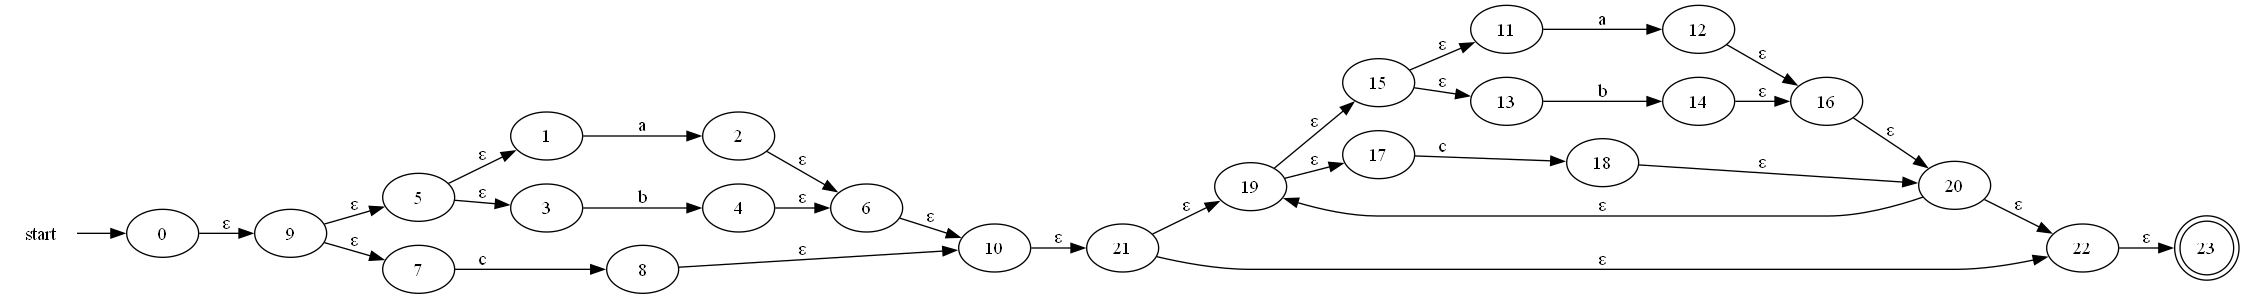 11 a 12
ε ε
15 ε 13 b 14 ε 16
1 a 2 ε ε
ε ε ε 17 c 18 ε
5 ε 3 b 4 ε 6 19 ε 20
ε ε ε ε ε
start 0 ε 9 ε 10 ε 21 22 ε 23
7 c 8 ε ε